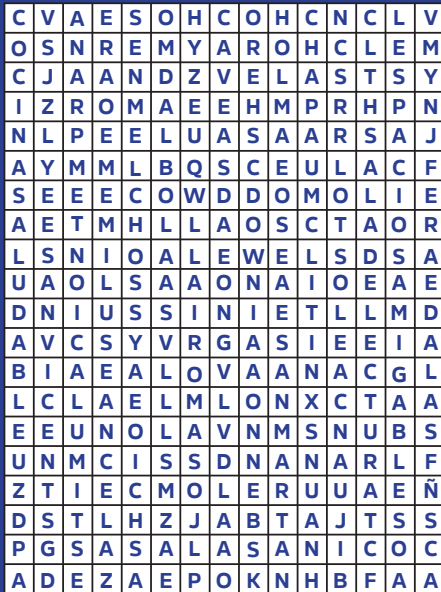 C V A E S O H C O H C N C L V
O S N R E M Y A R O H C L E M
C J A A N D Z V E L A S T S Y
I Z R O M A E E H M P R H P N
N L P E E L U A S A A R S A J
A Y M M L B Q S C E U L A C F
S E E E C O W D D O M O L I E
A E T M H L L A O S C T A O R
L S N I O A L E W E L S D S A
U A O L S A A O N A I O E A E
D N I U S S I N I E T L L M D
A V C S Y V R G A S I E E I A
B I A E A L O V A A N A C G L
L C L A E L M L O N X C T A A
E E U N O L A V N M S N U B S
U N M C I S S D N A N A R L F
Z T I E C M O L E R U U A E Ñ
D S T L H Z J A B T A J T S S
P G S A S A L A S A N I C O C
A D E Z A E P O K N H B F A A